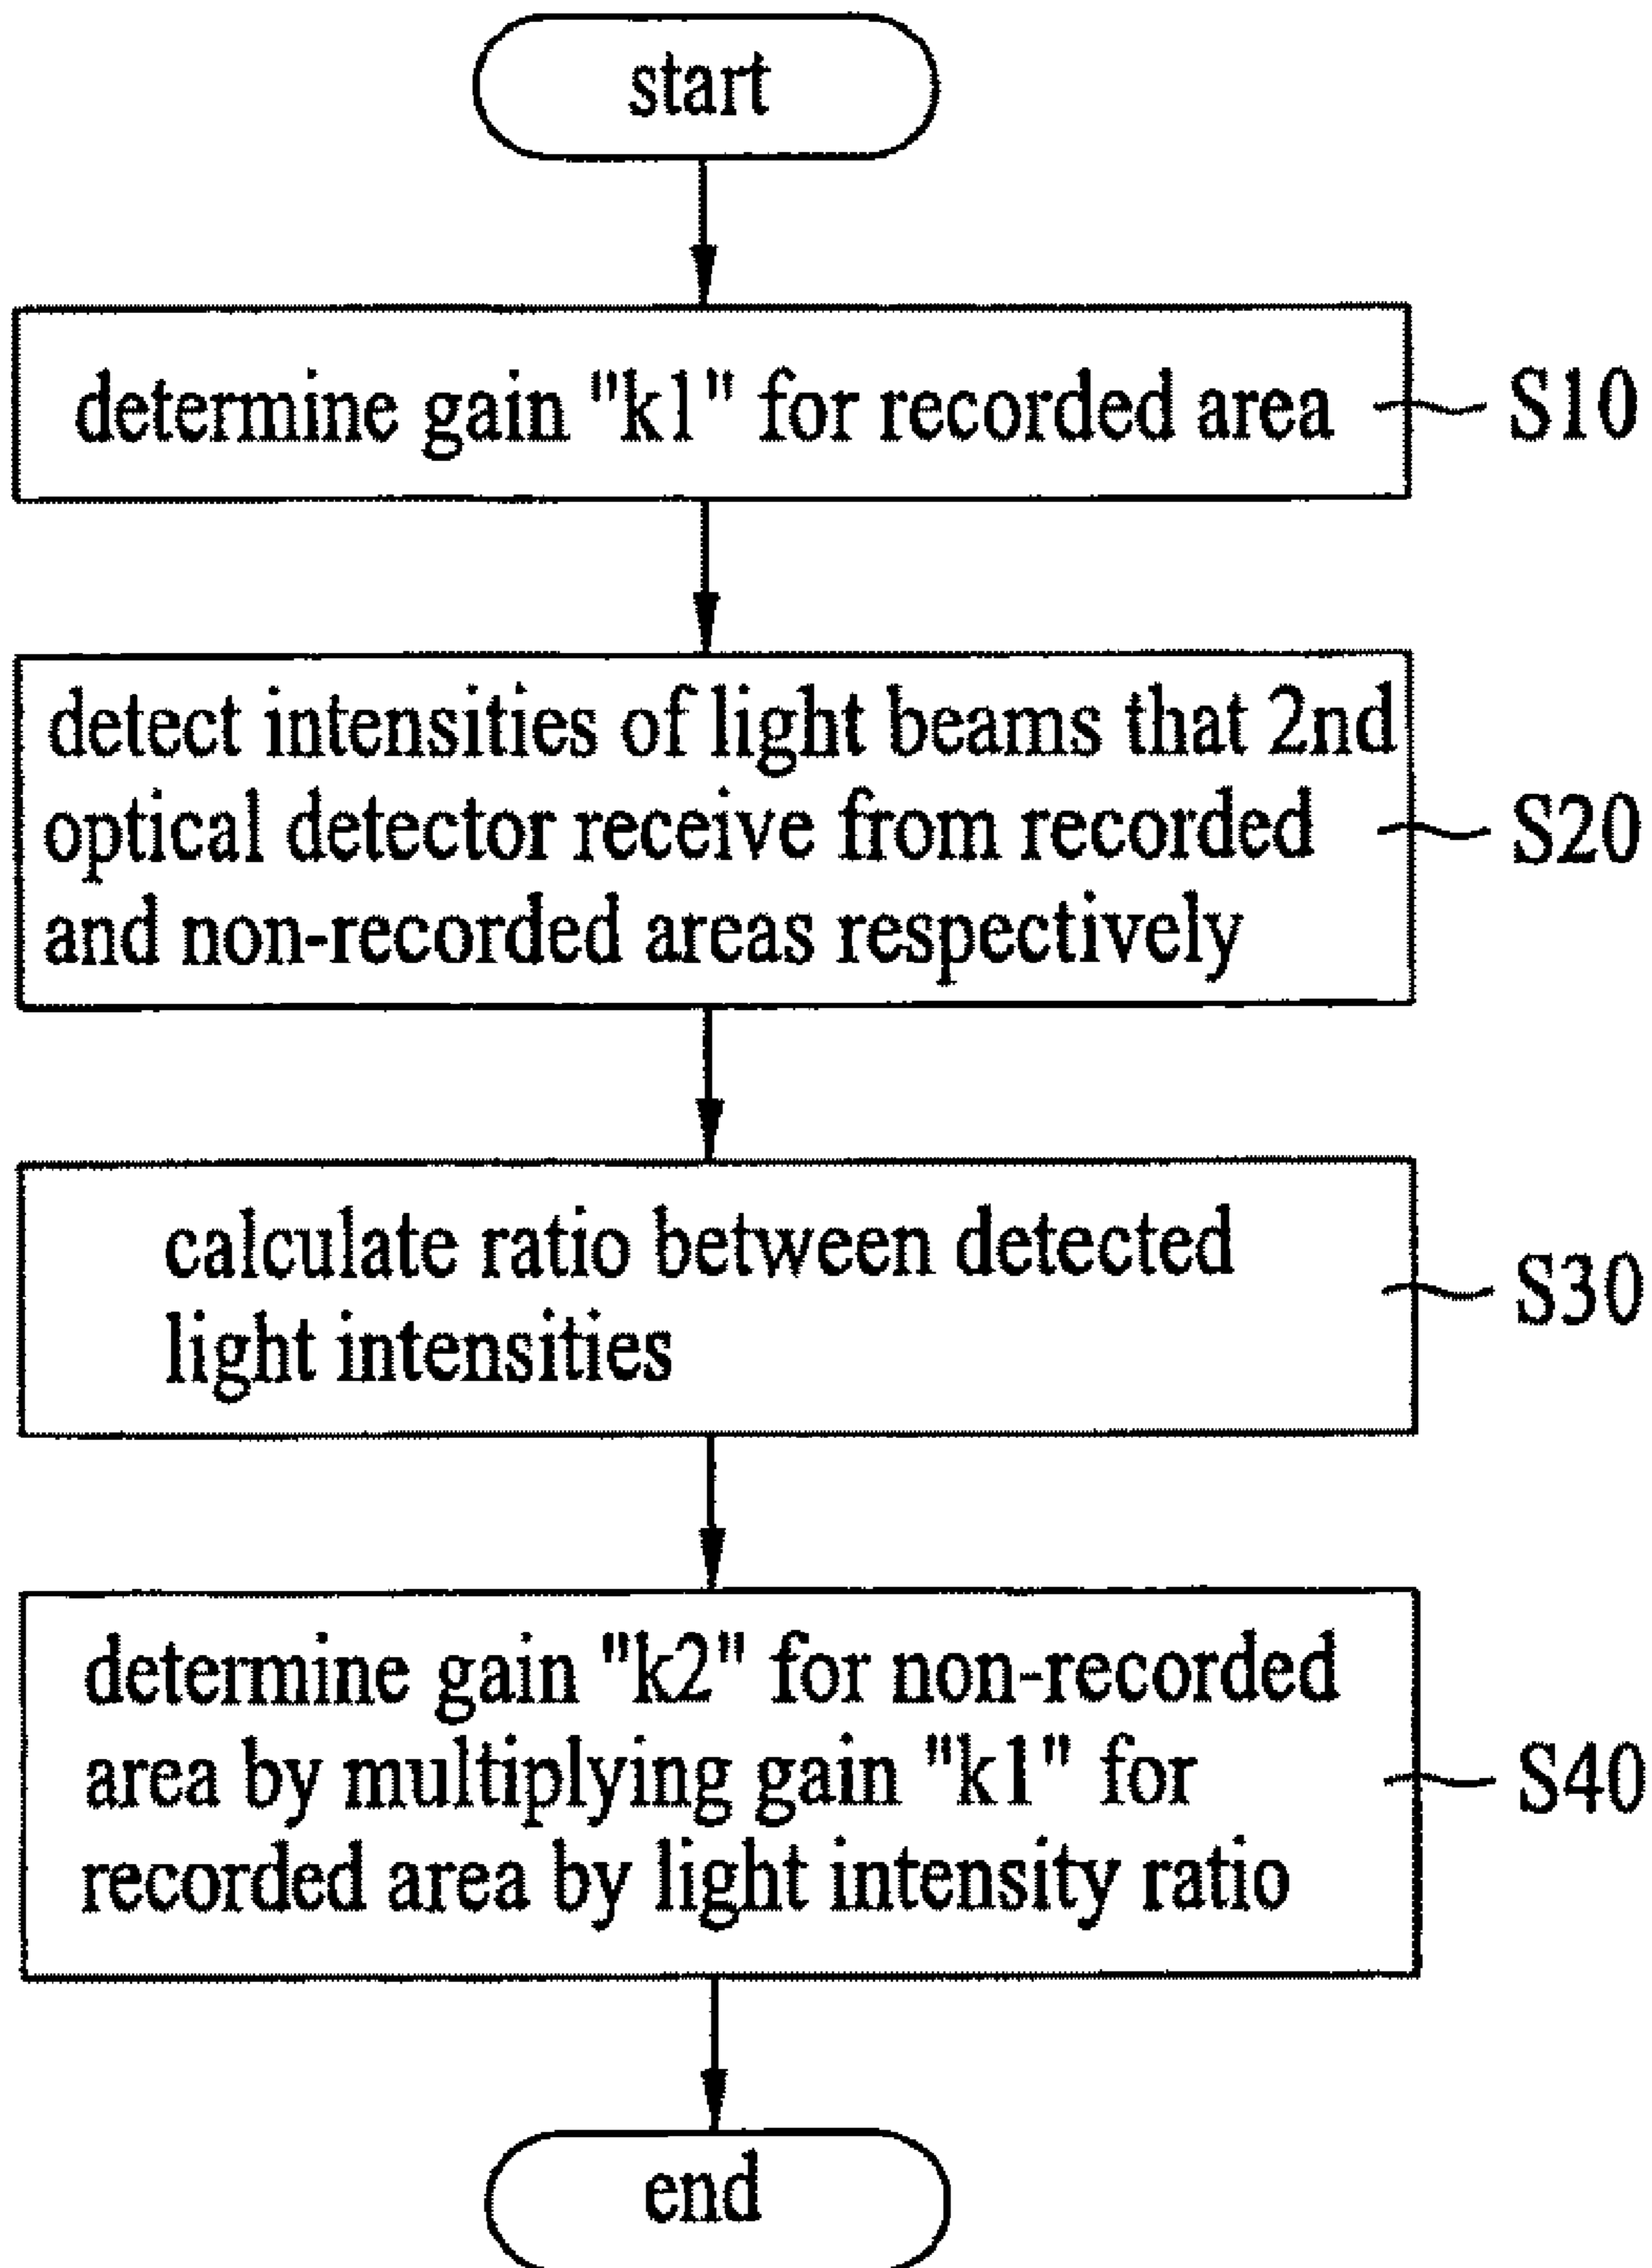 start
determine gain "k1" for recorded area
S10
detect intensities of light beams that 2nd
optical detector receive from recorded
and non-recorded areas respectively
S20
calculate ratio between detected
light intensities
S30
determine gain "k2" for non-recorded
area by multiplying gain "k1" for
recorded area by light intensity ratio
S40
end